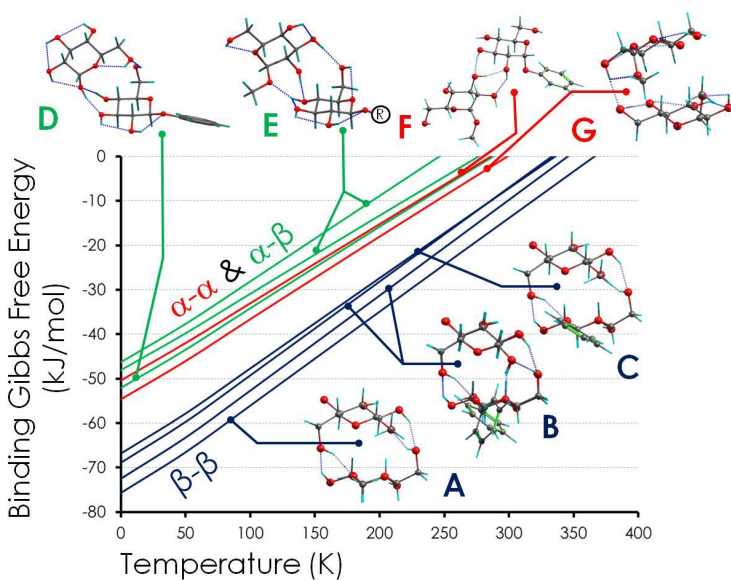 D
E
®
F
G
Binding Gibbs Free Energy
(kJ/mol)
0
-10
-20
-30
-40
-50
-60
-70
-80
α-α & α-β
β-β
A
B
C
0
50
100
150
200
250
300
350
400
Temperature (K)